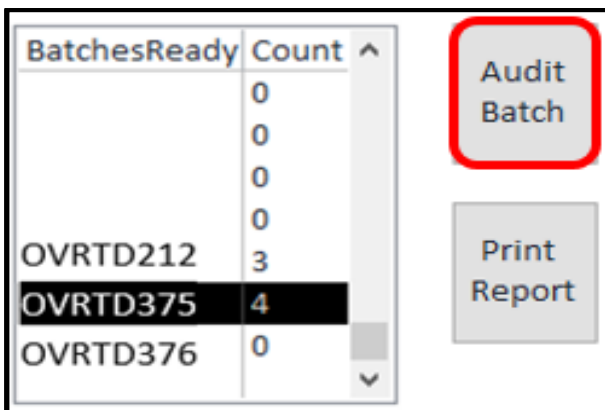 BatchesReady Count
0
0
0
0
OVRTD212 3
OVRTD375 4
OVRTD376 0
Audit
Batch
Print
Report